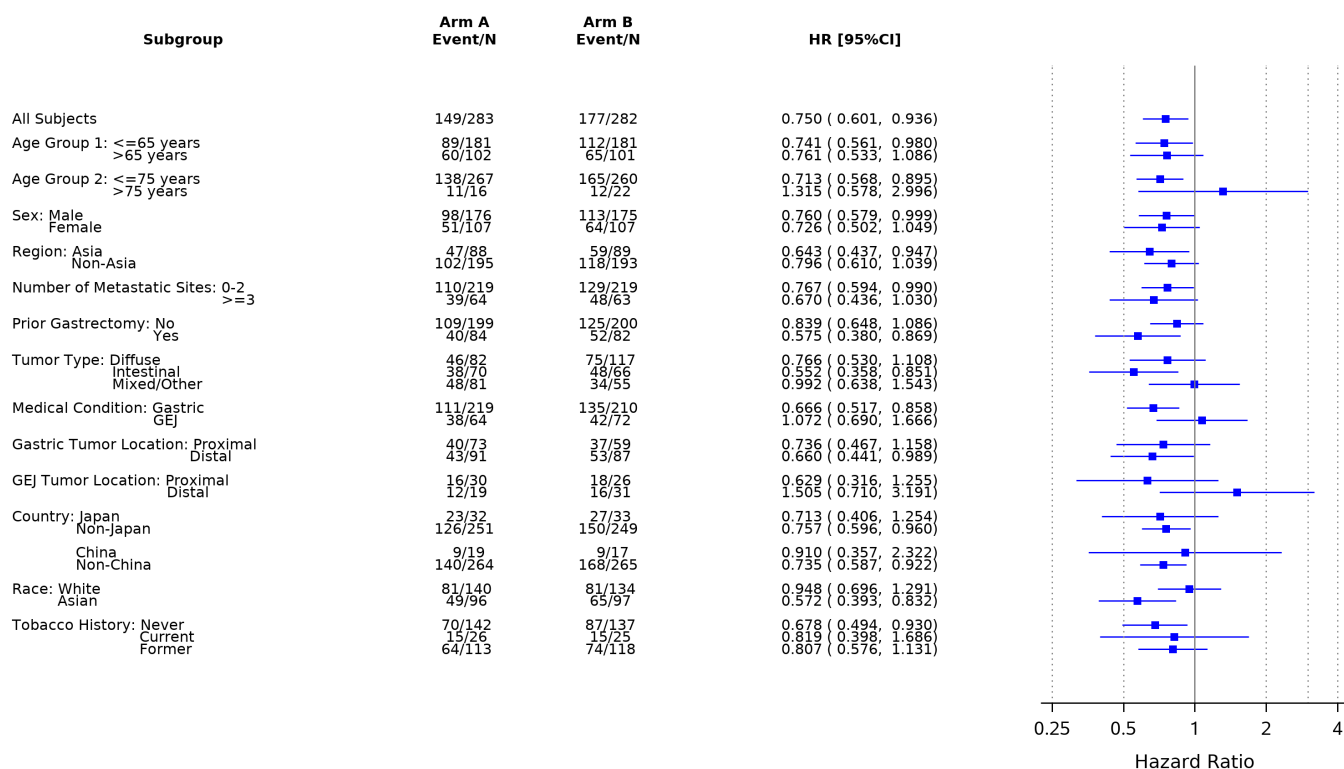 Arm A Arm B
Subgroup Event/N Event/N HR [95%CI]
All Subjects 149/283 177/282 0.750 ( 0.601, 0.936)
Age Group 1: <=65 years 89/181 112/181 0.741 ( 0.561, 0.980)
>65 years 60/102 65/101 0.761 ( 0.533, 1.086)
Age Group 2: <=75 years 138/267 165/260 0.713 ( 0.568, 0.895)
>75 years 11/16 12/22 1.315 ( 0.578, 2.996)
Sex: Male 98/176 113/175 0.760 ( 0.579, 0.999)
Female 51/107 64/107 0.726 ( 0.502, 1.049)
Region: Asia 47/88 59/89 0.643 ( 0.437, 0.947)
Non-Asia 102/195 118/193 0.796 ( 0.610, 1.039)
Number of Metastatic Sites: 0-2 110/219 129/219 0.767 ( 0.594, 0.990)
>=3 39/64 48/63 0.670 ( 0.436, 1.030)
Prior Gastrectomy: No 109/199 125/200 0.839 ( 0.648, 1.086)
Yes 40/84 52/82 0.575 ( 0.380, 0.869)
Tumor Type: Diffuse 46/82 75/117 0.766 ( 0.530, 1.108)
Intestinal 38/70 48/66 0.552 ( 0.358, 0.851)
Mixed/Other 48/81 34/55 0.992 ( 0.638, 1.543)
Medical Condition: Gastric 111/219 135/210 0.666 ( 0.517, 0.858)
GEJ 38/64 42/72 1.072 ( 0.690, 1.666)
Gastric Tumor Location: Proximal 40/73 37/59 0.736 ( 0.467, 1.158)
Distal 43/91 53/87 0.660 ( 0.441, 0.989)
GEJ Tumor Location: Proximal 16/30 18/26 0.629 ( 0.316, 1.255)
Distal 12/19 16/31 1.505 ( 0.710, 3.191)
Country: Japan 23/32 27/33 0.713 ( 0.406, 1.254)
Non-Japan 126/251 150/249 0.757 ( 0.596, 0.960)
China 9/19 9/17 0.910 ( 0.357, 2.322)
Non-China 140/264 168/265 0.735 ( 0.587, 0.922)
Race: White 81/140 81/134 0.948 ( 0.696, 1.291)
Asian 49/96 65/97 0.572 ( 0.393, 0.832)
Tobacco History: Never 70/142 87/137 0.678 ( 0.494, 0.930)
Current 15/26 15/25 0.819 ( 0.398, 1.686)
Former 64/113 74/118 0.807 ( 0.576, 1.131)
0.25 0.5 1 2 4
Hazard Ratio